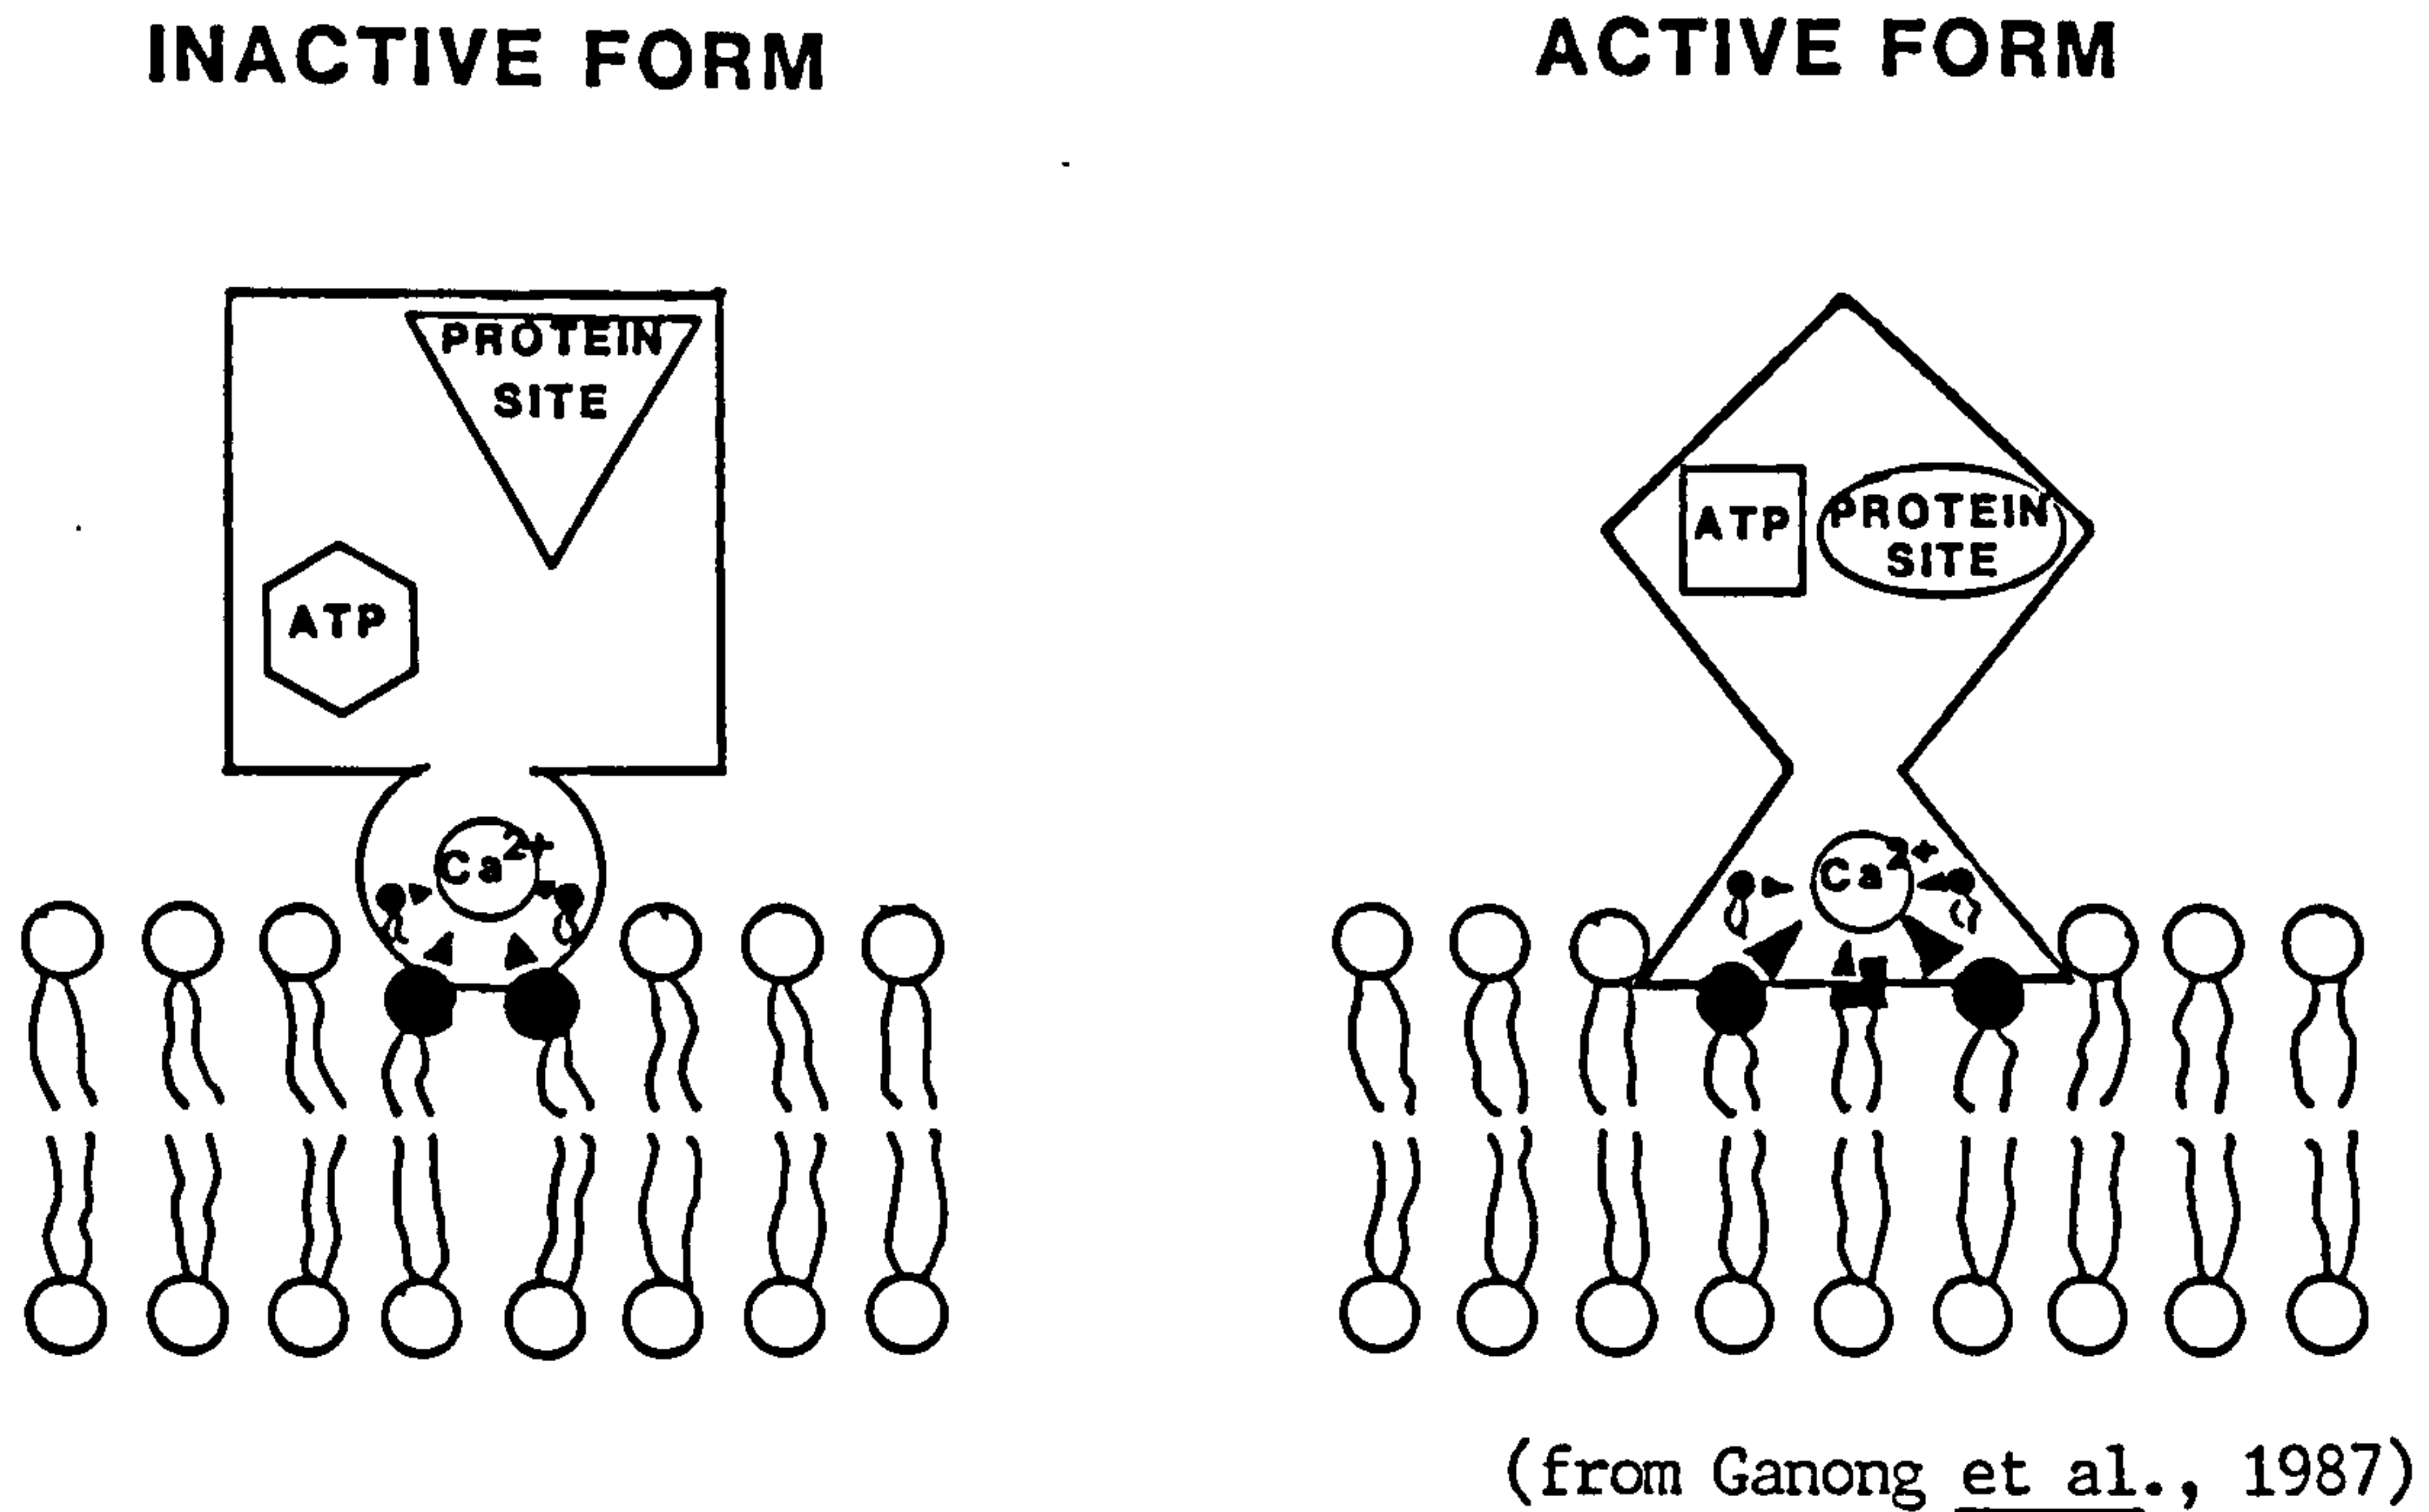 INACTIVE FORM
PROTEIN
SITE
ATP
Ca2+
ACTIVE FORM
ATP
PROTEIN
SITE
Ca2+
(from Ganong et al., 1987)